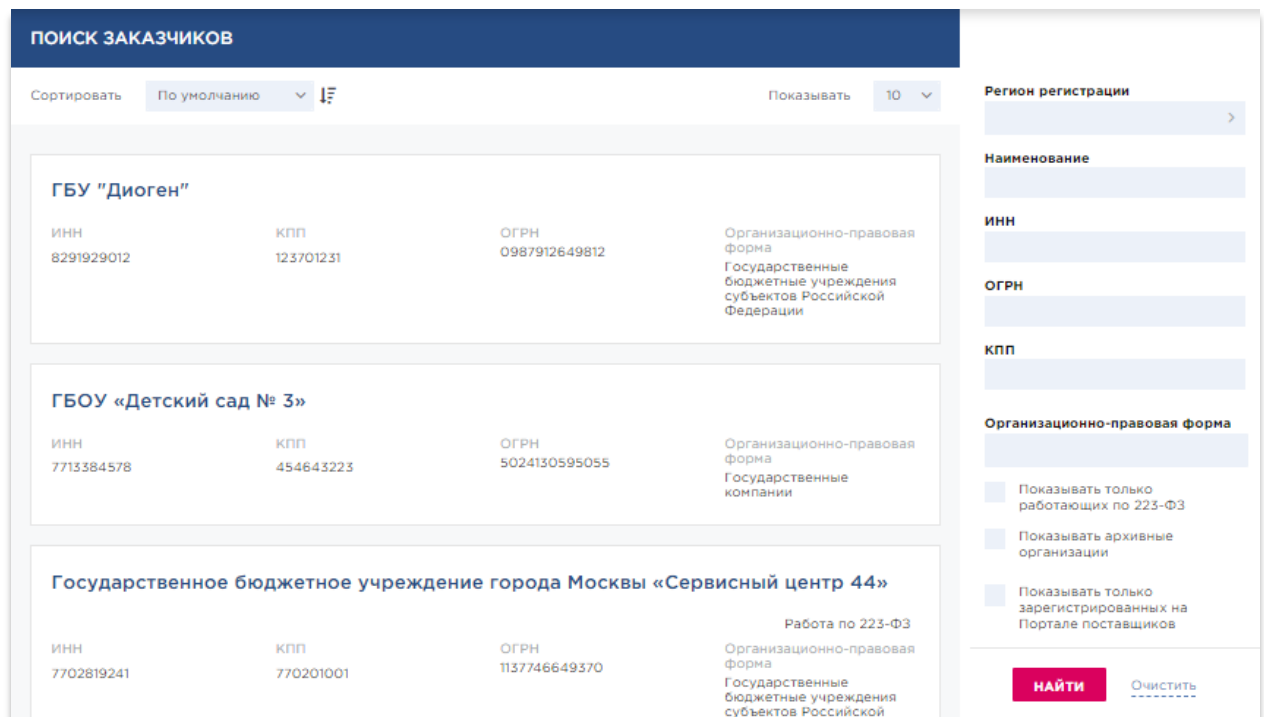 ПОИСК ЗАКАЗЧИКОВ
Сортировать По умолчанию Показывать 10
ГБУ "Диоген"
ИНН КПП ОГРН Организационно-правовая
форма
8291929012 123701231 0987912649812
Государственные
бюджетные учреждения
субъектов Российской
Федерации
ГБОУ «Детский сад № 3»
ИНН КПП ОГРН Организационно-правовая
форма
7713384578 454643223 5024130595055
Государственные
компании
Государственное бюджетное учреждение города Москвы «Сервисный центр 44»
Работа по 223-ФЗ
ИНН КПП ОГРН Организационно-правовая
форма
7702819241 770201001 1137746649370
Государственные
бюджетные учреждения
субъектов Российской
Регион регистрации
Наименование
ИНН
ОГРН
КПП
Организационно-правовая форма
Показывать только
работающих по 223-ФЗ
Показывать архивные
организации
Показывать только
зарегистрированных на
Портале поставщиков
НАЙТИ Очистить